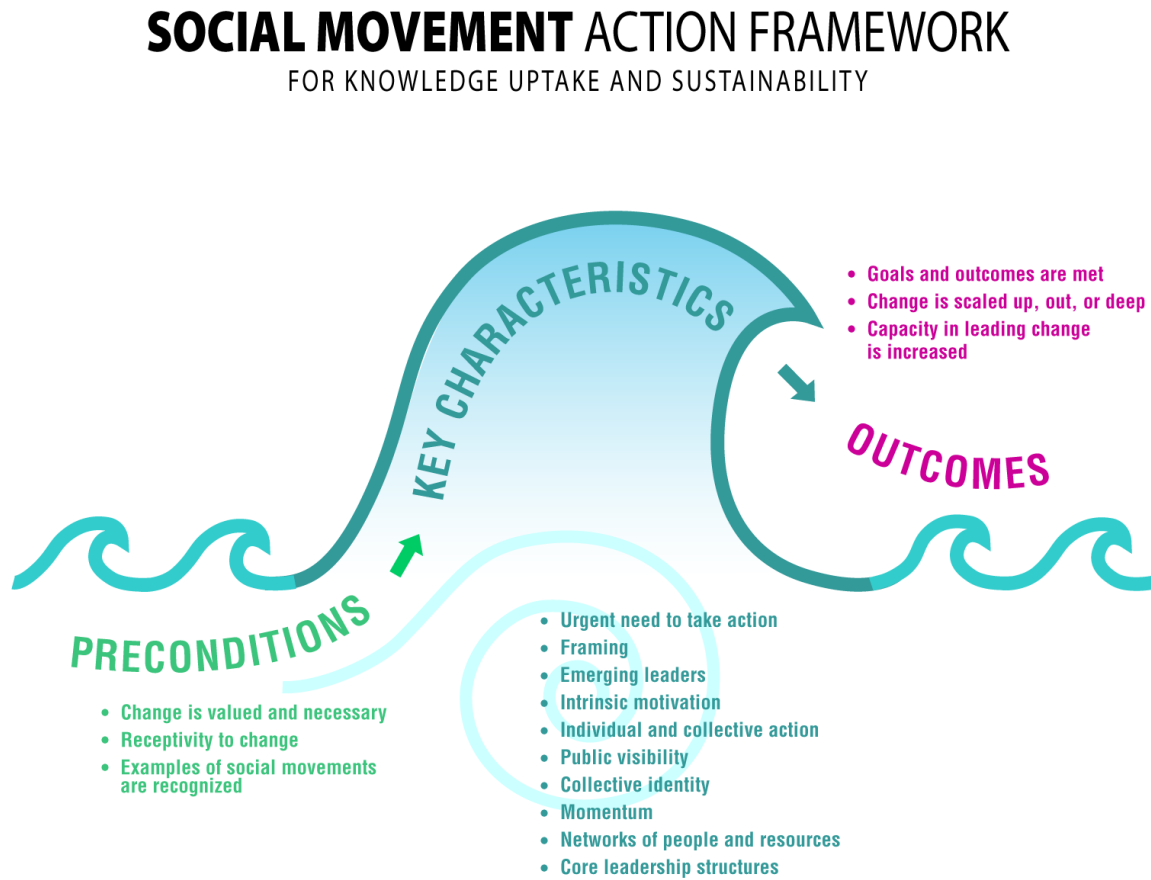 SOCIAL MOVEMENT ACTION FRAMEWORK
FOR KNOWLEDGE UPTAKE AND SUSTAINABILITY
PRECONDITIONS
• Change is valued and necessary
• Receptivity to change
• Examples of social movements
are recognized
KEY CHARACTERISTICS
• Urgent need to take action
• Framing
• Emerging leaders
• Intrinsic motivation
• Individual and collective action
• Public visibility
• Collective identity
• Momentum
• Networks of people and resources
• Core leadership structures
• Goals and outcomes are met
• Change is scaled up, out, or deep
• Capacity in leading change
is increased
OUTCOMES